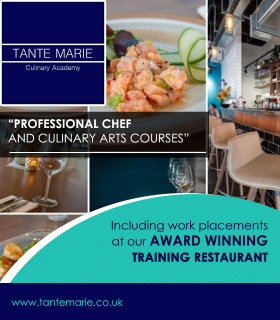 TANTE MARIE
Culinary Academy
“PROFESSIONAL CHEF
AND CULINARY ARTS COURSES”
Including work placements
at our AWARD WINNING
TRAINING RESTAURANT
www.tantemarie.co.uk